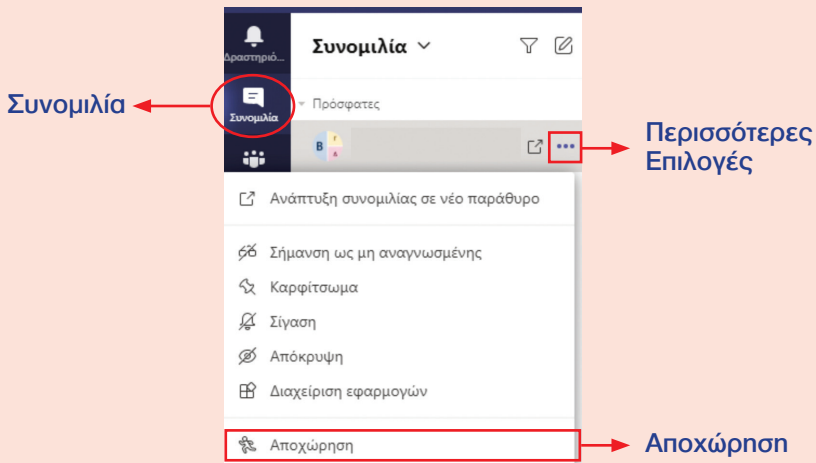 Δραστηριό...
Συνομιλία
Συνομιλία
Συνομιλία
Πρόσφατες
Β
Περισσότερες
Επιλογές
Ανάπτυξη συνομιλίας σε νέο παράθυρο
Σήμανση ως μη αναγνωσμένης
Καρφίτσωμα
Σίγαση
Απόκρυψη
Διαχείριση εφαρμογών
Αποχώρηση
Αποχώρηση